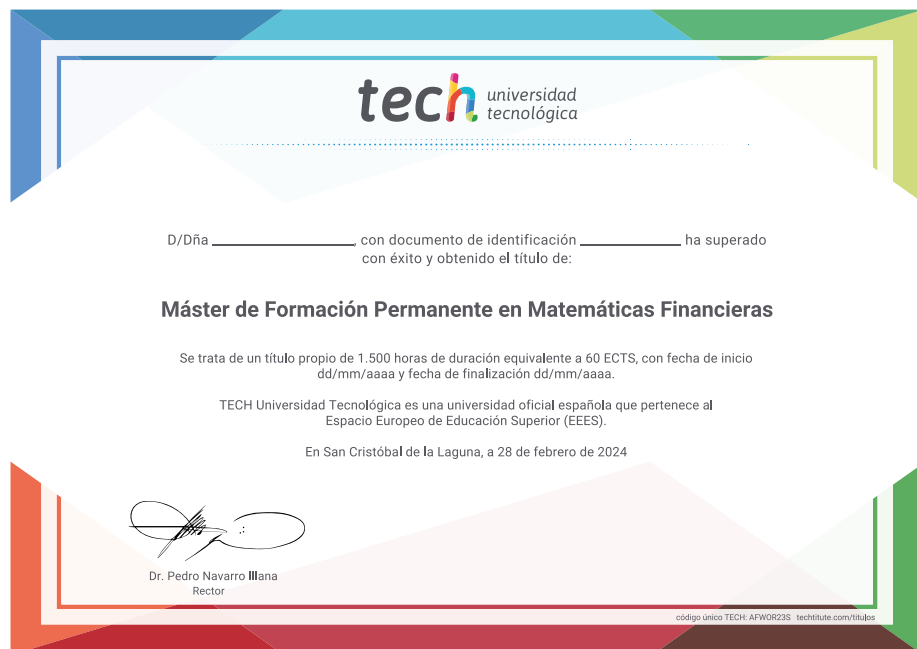 tech universidad
tecnológica
D/Dña ______________, con documento de identificación __________ ha superado
con éxito y obtenido el título de:
Máster de Formación Permanente en Matemáticas Financieras
Se trata de un título propio de 1.500 horas de duración equivalente a 60 ECTS, con fecha de inicio
dd/mm/aaaa y fecha de finalización dd/mm/aaaa.
TECH Universidad Tecnológica es una universidad oficial española que pertenece al
Espacio Europeo de Educación Superior (EEES).
En San Cristóbal de la Laguna, a 28 de febrero de 2024
Dr. Pedro Navarro Illana
Rector
código único TECH: AFWOR23S techtitute.com/titulos